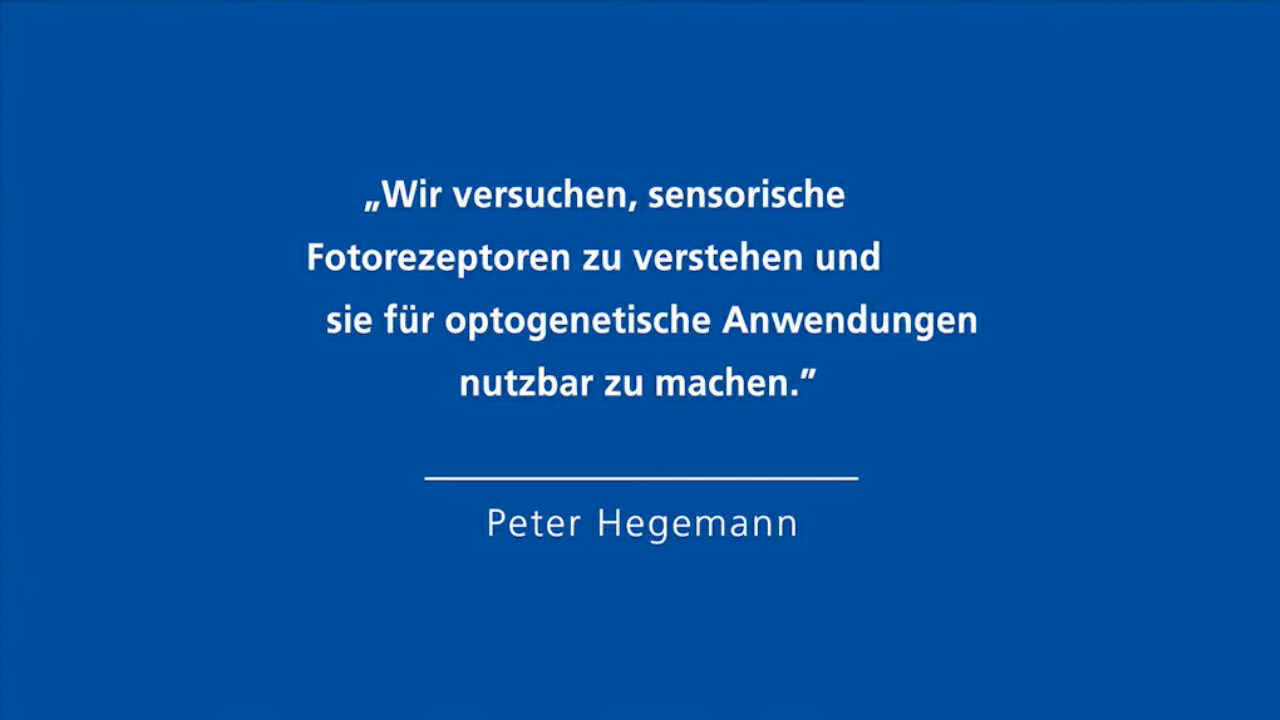 „Wir versuchen, sensorische
Fotorezeptoren zu verstehen und
sie für optogenetische Anwendungen
nutzbar zu machen.”
Peter Hegemann